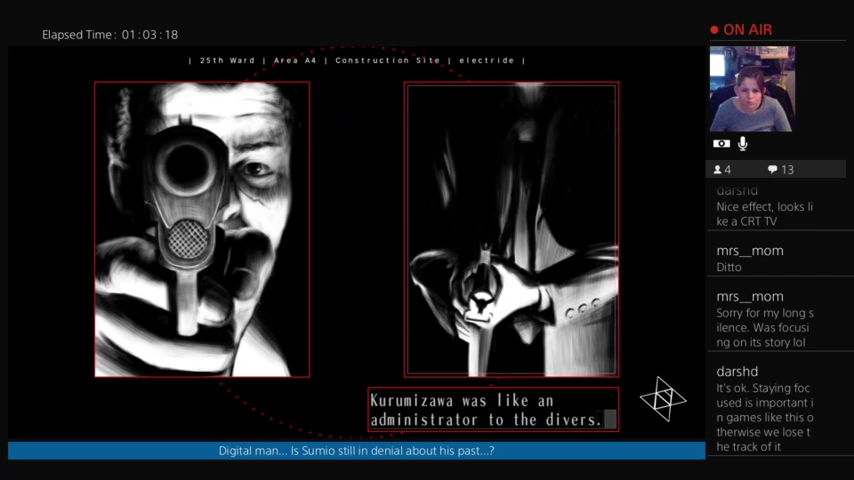 Elapsed Time: 01:03:18
ON AIR
| 25th Ward | Area A4 | Construction Site | electride |
4
13
darshd
Nice effect, looks li
ke a CRT TV
mrs__mom
Ditto
mrs__mom
Sorry for my long s
ilence. Was focusi
ng on its story lol
darshd
It's ok. Staying foc
used is important i
n games like this o
therwise we lose t
he track of it
Kurumizawa was like an
administrator to the divers.
Digital man... Is Sumio still in denial about his past...?